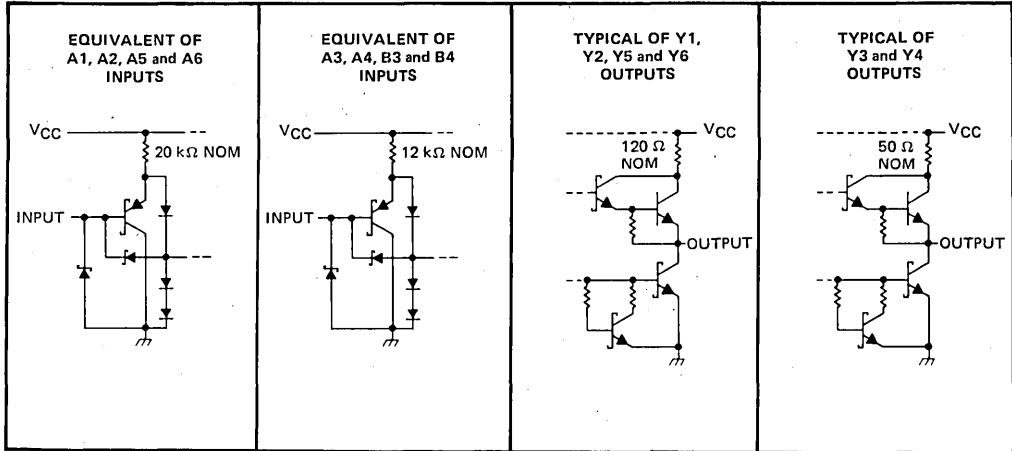 EQUIVALENT OF
A1, A2, A5 and A6
INPUTS
VCC
20 kΩ NOM
INPUT
EQUIVALENT OF
A3, A4, B3 and B4
INPUTS
VCC
12 kΩ NOM
INPUT
TYPICAL OF Y1,
Y2, Y5 and Y6
OUTPUTS
VCC
120 Ω
NOM
OUTPUT
TYPICAL OF
Y3 and Y4
OUTPUTS
VCC
50 Ω
NOM
OUTPUT